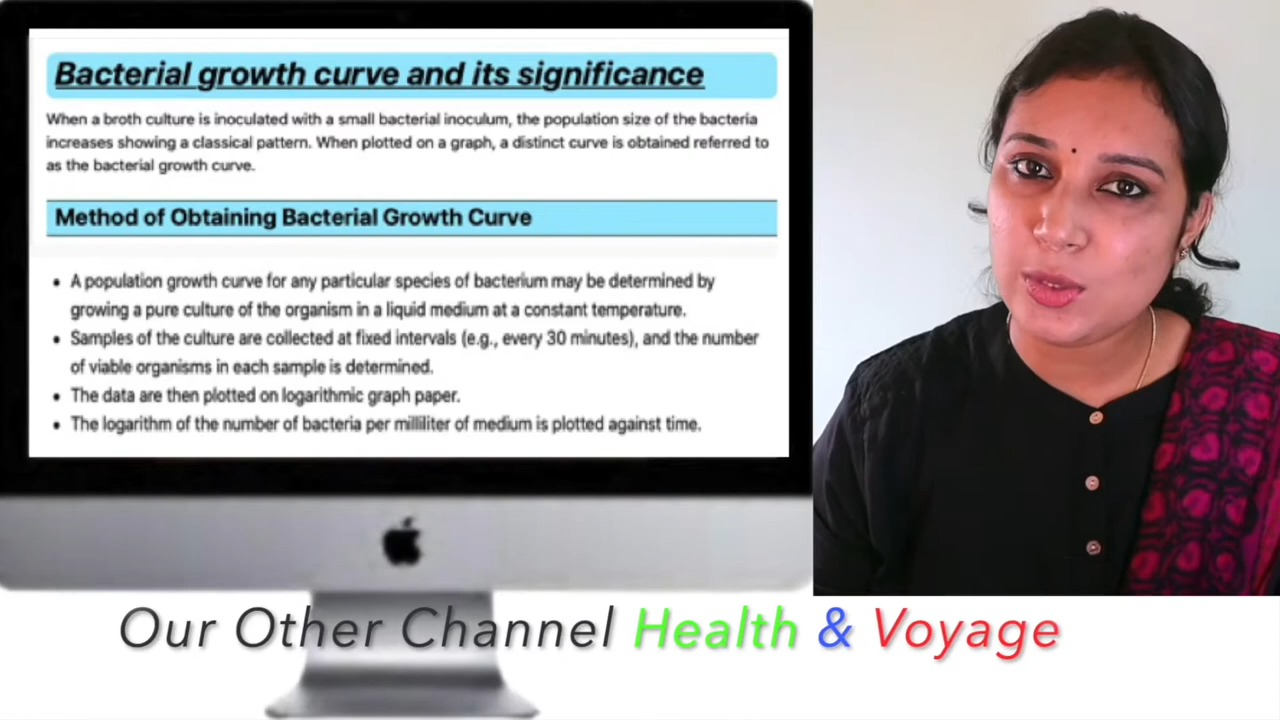 Bacterial growth curve and its significance
When a broth culture is inoculated with a small bacterial inoculum, the population size of the bacteria
increases showing a classical pattern. When plotted on a graph, a distinct curve is obtained referred to
as the bacterial growth curve.
Method of Obtaining Bacterial Growth Curve
• A population growth curve for any particular species of bacterium may be determined by
growing a pure culture of the organism in a liquid medium at a constant temperature.
• Samples of the culture are collected at fixed intervals (e.g., every 30 minutes), and the number
of viable organisms in each sample is determined.
• The data are then plotted on logarithmic graph paper.
• The logarithm of the number of bacteria per milliliter of medium is plotted against time.
Our Other Channel Health & Voyage